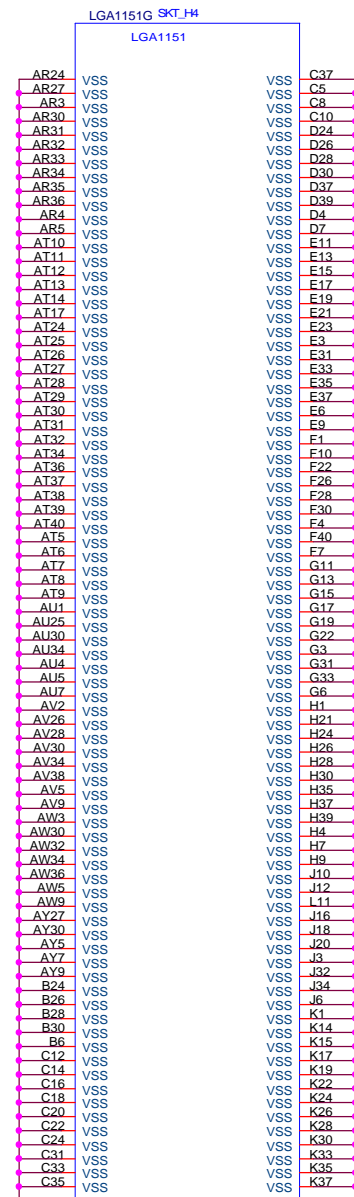 LGA1151G SKT_H4
LGA1151
AR24 VSS VSS C37
AR27 VSS VSS C5
AR3 VSS VSS C8
AR30 VSS VSS C10
AR31 VSS VSS D24
AR32 VSS VSS D26
AR33 VSS VSS D28
AR34 VSS VSS D30
AR35 VSS VSS D37
AR36 VSS VSS D39
AR4 VSS VSS D4
AR5 VSS VSS D7
AT10 VSS VSS E11
AT11 VSS VSS E13
AT12 VSS VSS E15
AT13 VSS VSS E17
AT14 VSS VSS E19
AT17 VSS VSS E21
AT24 VSS VSS E23
AT25 VSS VSS E3
AT26 VSS VSS E31
AT27 VSS VSS E33
AT28 VSS VSS E35
AT29 VSS VSS E37
AT30 VSS VSS E6
AT31 VSS VSS E9
AT32 VSS VSS F1
AT34 VSS VSS F10
AT36 VSS VSS F22
AT37 VSS VSS F26
AT38 VSS VSS F28
AT39 VSS VSS F30
AT40 VSS VSS F4
AT5 VSS VSS F40
AT6 VSS VSS F7
AT7 VSS VSS G11
AT8 VSS VSS G13
AT9 VSS VSS G15
AU1 VSS VSS G17
AU25 VSS VSS G19
AU30 VSS VSS G22
AU34 VSS VSS G3
AU4 VSS VSS G31
AU5 VSS VSS G33
AU7 VSS VSS G6
AV2 VSS VSS H1
AV26 VSS VSS H21
AV28 VSS VSS H24
AV30 VSS VSS H26
AV34 VSS VSS H28
AV38 VSS VSS H30
AV5 VSS VSS H35
AV9 VSS VSS H37
AW3 VSS VSS H39
AW30 VSS VSS H4
AW32 VSS VSS H7
AW34 VSS VSS H9
AW36 VSS VSS J10
AW5 VSS VSS J12
AW9 VSS VSS L11
AY27 VSS VSS J16
AY30 VSS VSS J18
AY5 VSS VSS J20
AY7 VSS VSS J3
AY9 VSS VSS J32
B24 VSS VSS J34
B26 VSS VSS J6
B28 VSS VSS K1
B30 VSS VSS K14
B6 VSS VSS K15
C12 VSS VSS K17
C14 VSS VSS K19
C16 VSS VSS K22
C18 VSS VSS K24
C20 VSS VSS K26
C22 VSS VSS K28
C24 VSS VSS K30
C31 VSS VSS K33
C33 VSS VSS K35
C35 VSS VSS K37